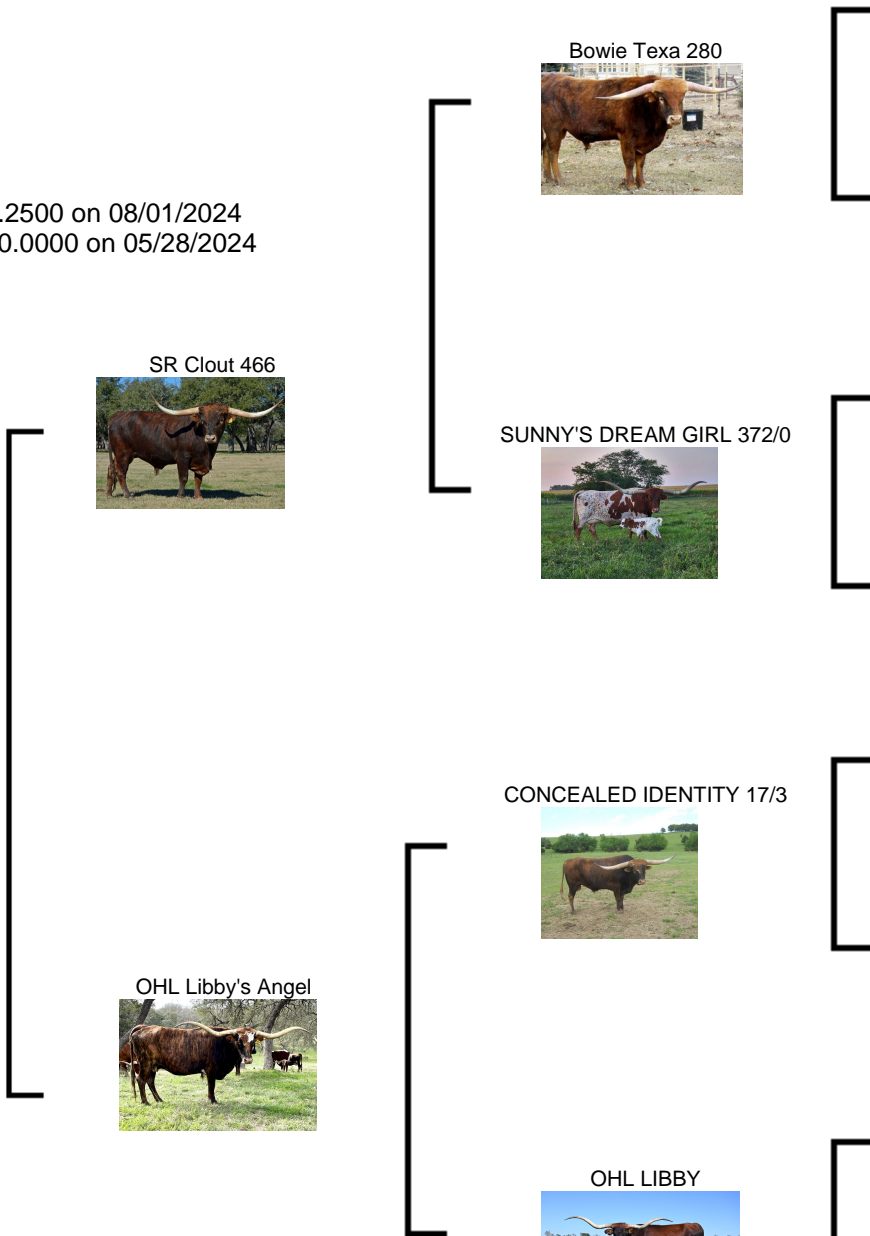 Bowie Texa 280
.2500 on 08/01/2024
0.0000 on 05/28/2024
SR Clout 466
SUNNY'S DREAM GIRL 372/0
CONCEALED IDENTITY 17/3
OHL Libby's Angel
OHL LIBBY